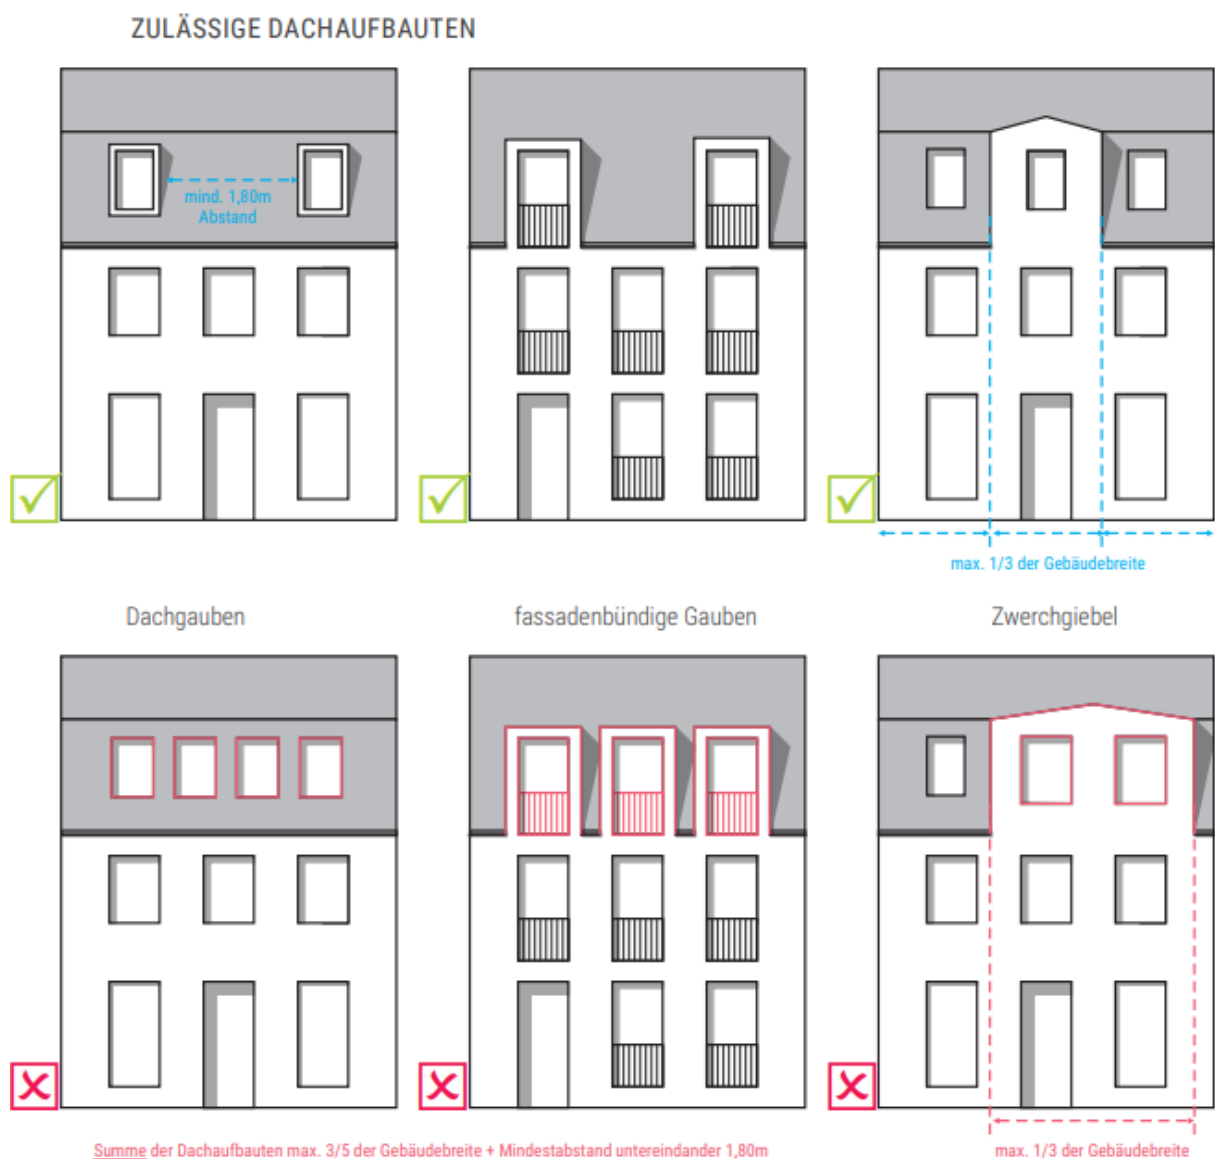 ZULÄSSIGE DACHAUFBAUTEN
mind. 1,80m
Abstand
max. 1/3 der Gebäudebreite
Dachgauben
fassadenbündige Gauben
Zwerchgiebel
Summe der Dachaufbauten max. 3/5 der Gebäudebreite + Mindestabstand untereindander 1,80m
max. 1/3 der Gebäudebreite